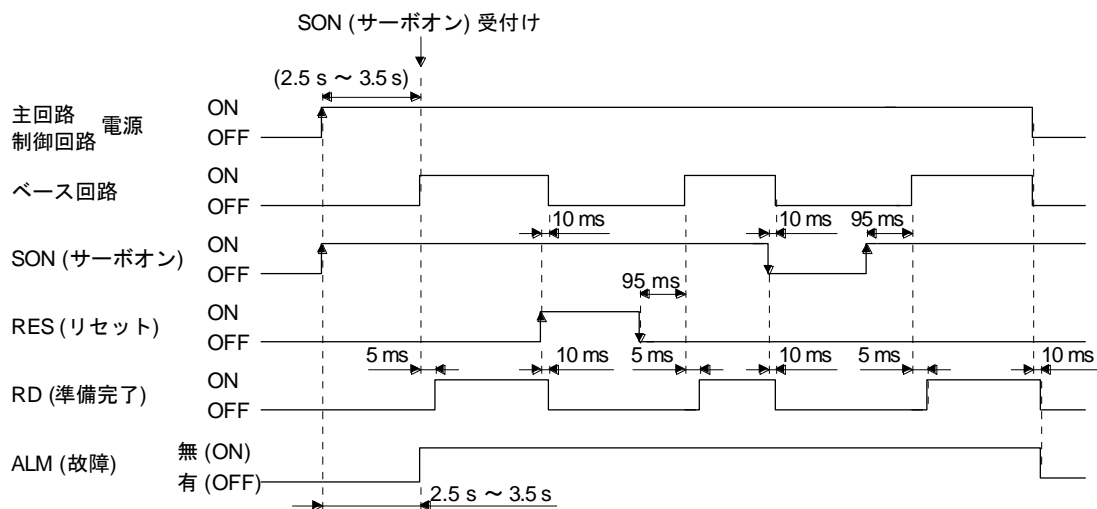 SON (サーボオン) 受付け
(2.5 s ～ 3.5 s)
主回路
制御回路
電源
ON
OFF
ベース回路
ON
OFF
10 ms
10 ms
95 ms
SON (サーボオン)
ON
OFF
95 ms
RES (リセット)
ON
OFF
5 ms
10 ms
5 ms
10 ms
5 ms
10 ms
RD (準備完了)
ON
OFF
ALM (故障)
無 (ON)
有 (OFF)
2.5 s ～ 3.5 s